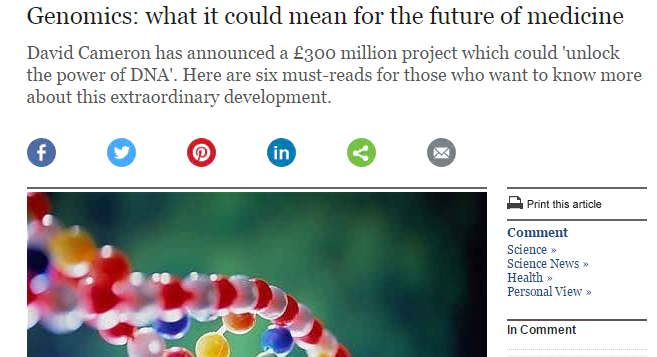 Genomics: what it could mean for the future of medicine
David Cameron has announced a £300 million project which could 'unlock
the power of DNA'. Here are six must-reads for those who want to know more
about this extraordinary development.
f
in
Print this article
Comment
Science »
Science News »
Health »
Personal View »
In Comment